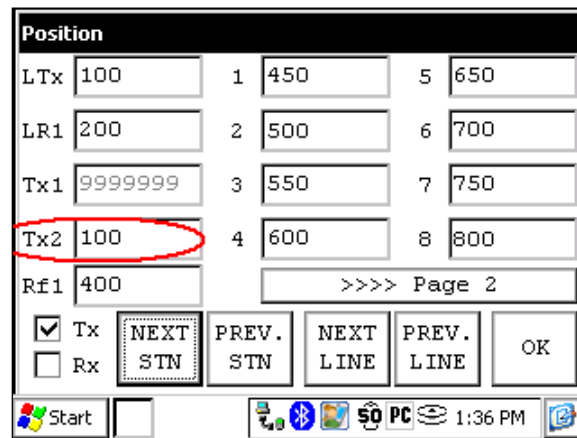 Position
LTx 100 1 450 5 650
LR1 200 2 500 6 700
Tx1 9999999 3 550 7 750
Tx2 100 4 600 8 800
Rf1 400 >>>> Page 2
Tx NEXT STN PREV. STN NEXT LINE PREV. LINE OK
Rx
Start 50 PC 1:36 PM